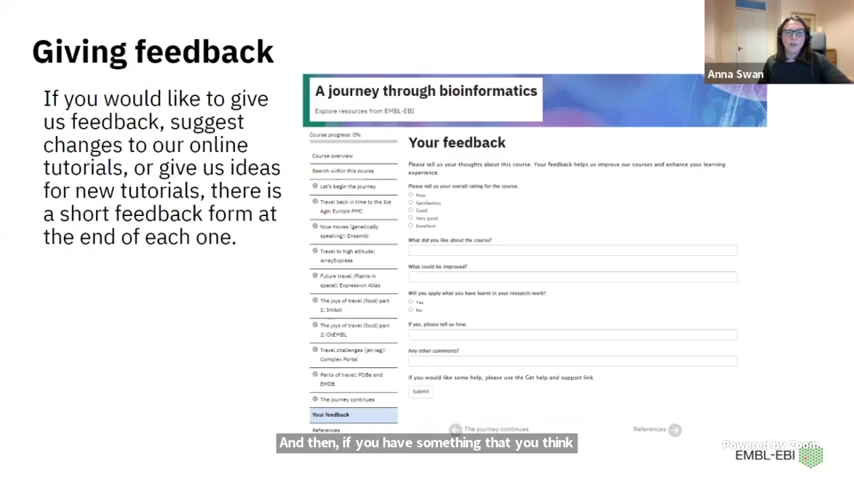 Giving feedback
If you would like to give
us feedback, suggest
changes to our online
tutorials, or give us ideas
for new tutorials, there is
a short feedback form at
the end of each one.
A journey through bioinformatics
Explore resources from EMBL-EBI
Course progress: 0%
Course overview
Search within this course
Let's begin the journey
Travel back in time to the Ice
Age: Europe PMC
Nice moves (genetically
speaking): Ensembl
Travel to high altitude:
ArrayExpress
Future travel (Plants in
space): Expression Atlas
The joys of travel (food) part
1: IntAct
The joys of travel (food) part
2: ChEMBL
Travel challenges (jet-lag):
Complex Portal
Perils of travel: PDBe and
EMDB
The journey continues
Your feedback
References
Your feedback
Please tell us your thoughts about this course. Your feedback helps us improve our courses and enhance your learning
experience.
Please tell us your overall rating for the course.
Poor
Satisfactory
Good
Very good
Excellent
What did you like about the course?
What could be improved?
Will you apply what you have learnt in your research/work?
Yes
No
If yes, please tell us how.
Any other comments?
If you would like some help, please use the Get help and support link.
Submit
The journey continues
References
Anna Swan
And then, if you have something that you think
Powered by Zoom
EMBL-EBI